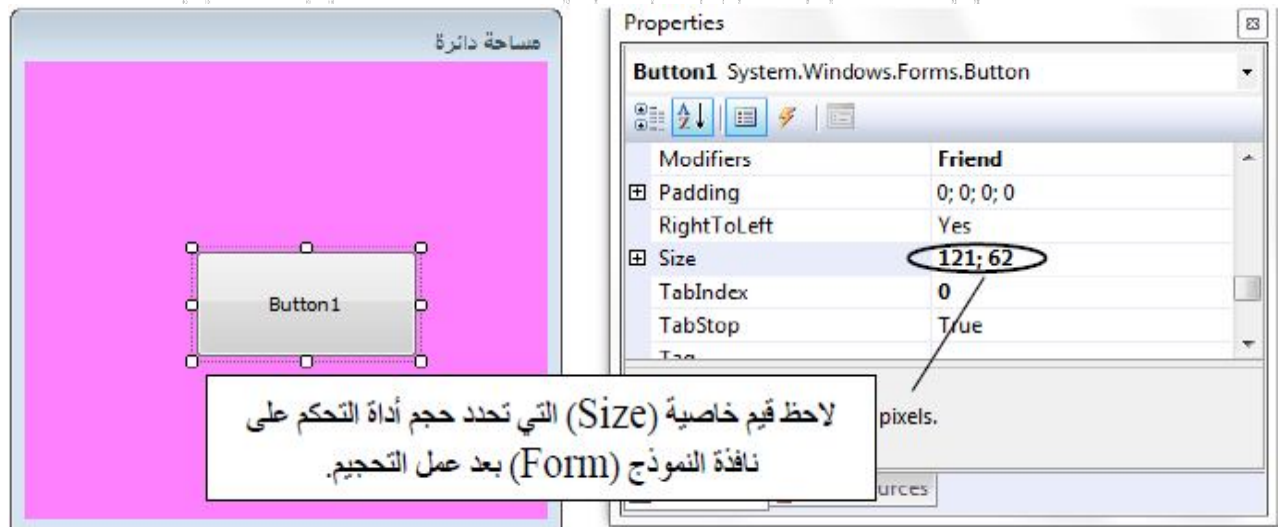 مساحة دائرة
Button1
Properties
Button1 System.Windows.Forms.Button
Modifiers Friend
Padding 0; 0; 0; 0
RightToLeft Yes
Size 121; 62
TabIndex 0
TabStop True
Tag
pixels.
لاحظ قيم خاصية (Size) التي تحدد حجم أداة التحكم على
نافذة النموذج (Form) بعد عمل التحجيم.
urces